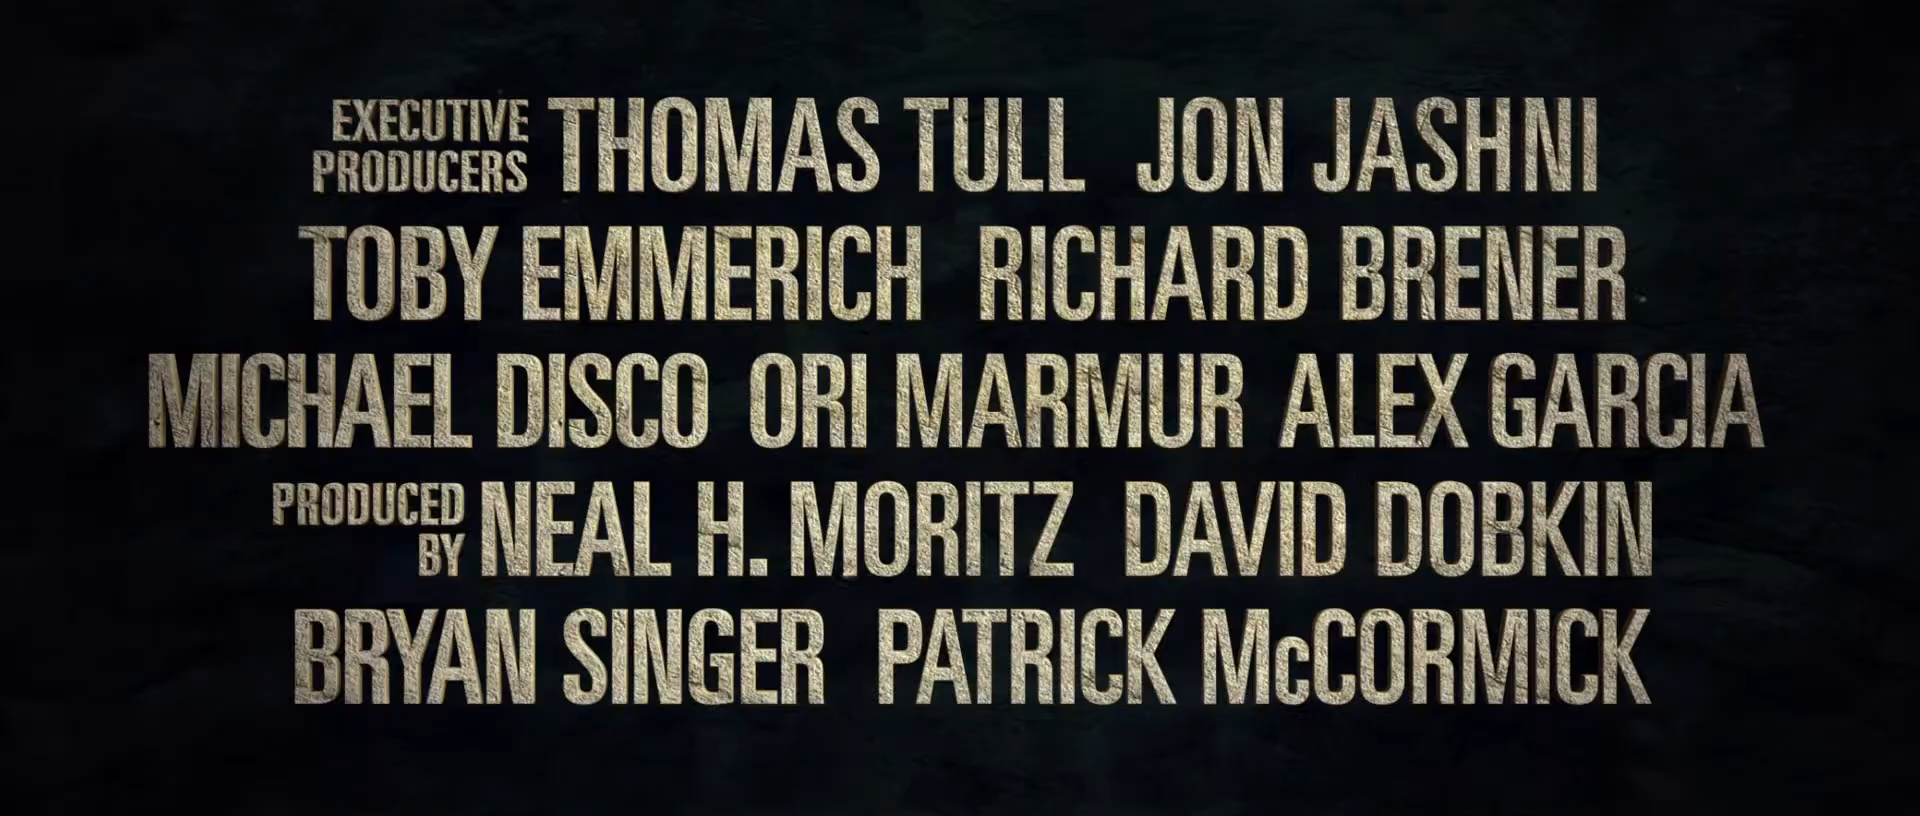 EXECUTIVE PRODUCERS THOMAS TULL JON JASHNI
TOBY EMMERICH RICHARD BRENER
MICHAEL DISCO ORI MARMUR ALEX GARCIA
PRODUCED BY NEAL H. MORITZ DAVID DOBKIN
BRYAN SINGER PATRICK McCORMICK